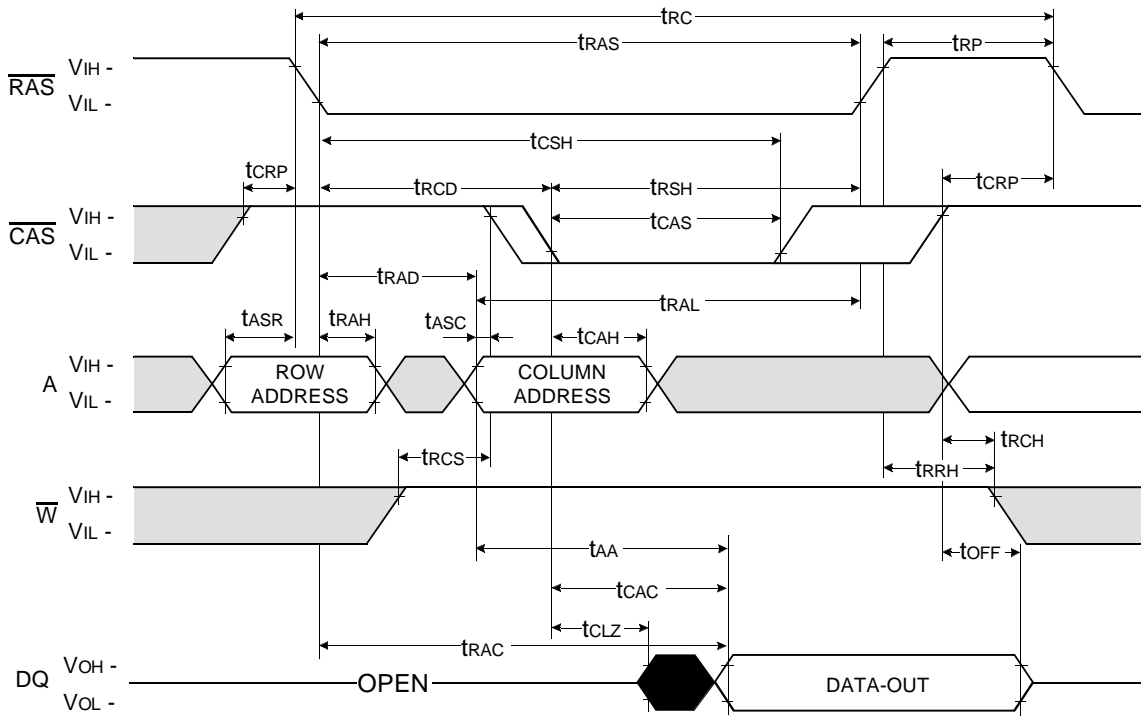 tRC
tRAS
tRP
RAS
VIH -
VIL -
tCSH
tCRP
tRCD
tRSH
tCRP
CAS
VIH -
VIL -
tCAS
tRAD
tRAL
tASR
tRAH
tASC
tCAH
A
VIH -
VIL -
ROW
ADDRESS
COLUMN
ADDRESS
tRCS
tRCH
tRRH
W
VIH -
VIL -
tAA
tOFF
tCAC
tCLZ
tRAC
DQ
VOH -
VOL -
OPEN
DATA-OUT